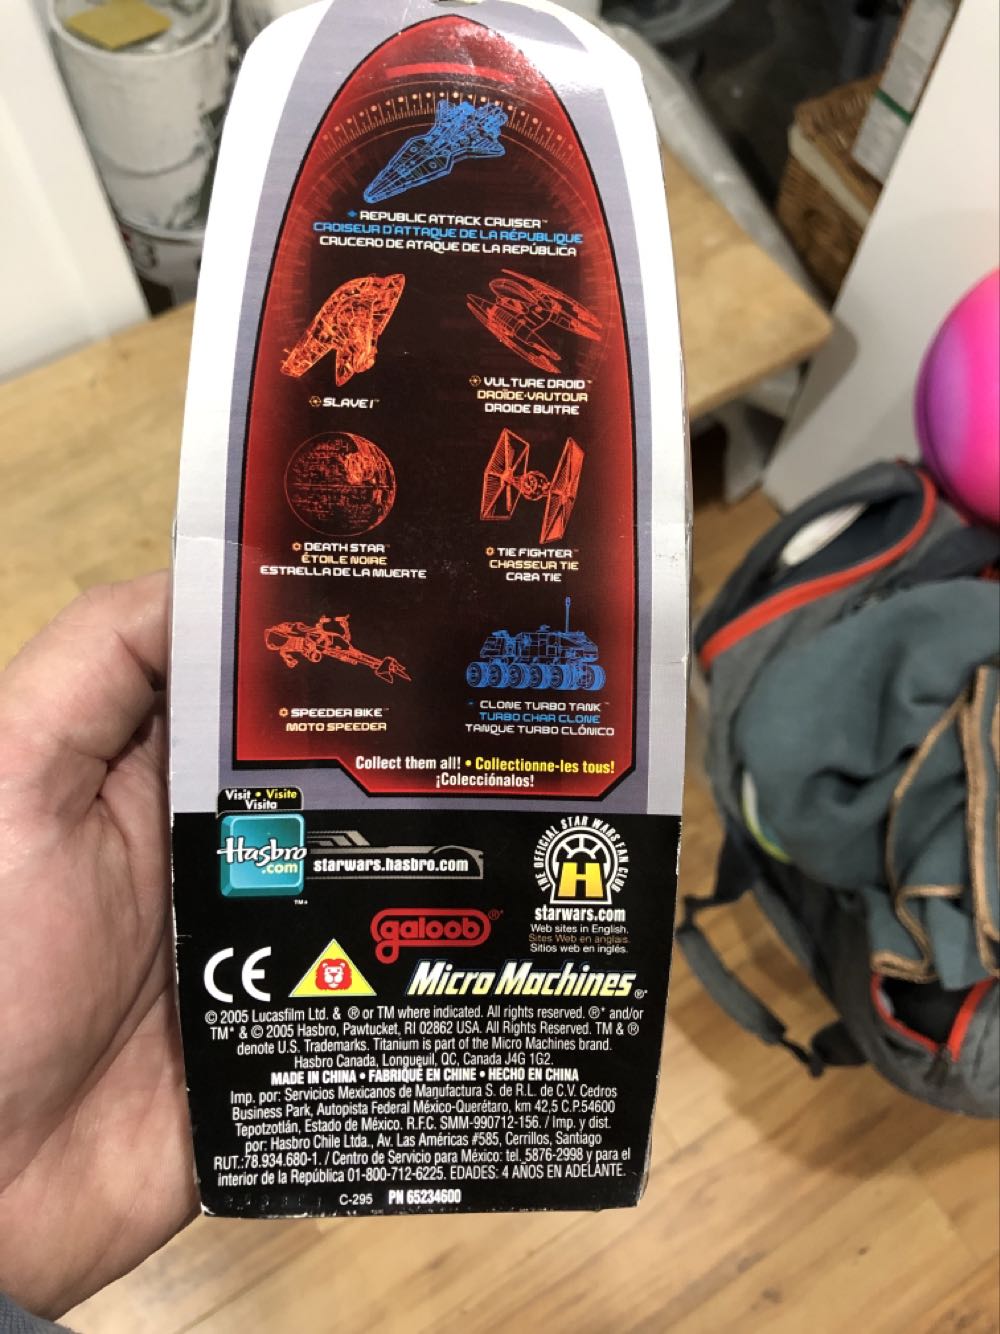 REPUBLIC ATTACK CRUISER™
CROISEUR D'ATTAQUE DE LA RÉPUBLIQUE
CRUCERO DE ATAQUE DE LA REPÚBLICA
SLAVE I™
VULTURE DROID™
DROÏDE-VAUTOUR
DROIDE BUITRE
DEATH STAR™
ÉTOILE NOIRE
ESTRELLA DE LA MUERTE
TIE FIGHTER™
CHASSEUR TIE
CAZA TIE
SPEEDER BIKE™
MOTO SPEEDER
CLONE TURBO TANK™
TURBO CHAR CLONE
TANQUE TURBO CLÓNICO
Collect them all! • Collectionne-les tous!
¡Colecciónalos!
Visit • Visite
Visita
Hasbro
.com
TM*
starwars.hasbro.com
THE OFFICIAL STAR WARS FAN CLUB
H
starwars.com
Web sites in English.
Sites Web en anglais.
Sitios web en inglés.
galoob®*
CE
Micro Machines®
© 2005 Lucasfilm Ltd. & ® or TM where indicated. All rights reserved. ®* and/or
TM* & © 2005 Hasbro, Pawtucket, RI 02862 USA. All Rights Reserved. TM & ®
denote U.S. Trademarks. Titanium is part of the Micro Machines brand.
Hasbro Canada, Longueuil, QC, Canada J4G 1G2.
MADE IN CHINA • FABRIQUÉ EN CHINE • HECHO EN CHINA
Imp. por: Servicios Mexicanos de Manufactura S. de R.L. de C.V. Cedros
Business Park, Autopista Federal México-Querétaro, km 42,5 C.P.54600
Tepotzotlán, Estado de México. R.F.C. SMM-990712-156. / Imp. y dist.
por: Hasbro Chile Ltda., Av. Las Américas #585, Cerrillos, Santiago
RUT.:78.934.680-1. / Centro de Servicio para México: tel. 5876-2998 y para el
interior de la República 01-800-712-6225. EDADES: 4 AÑOS EN ADELANTE.
C-295 PN 65234600